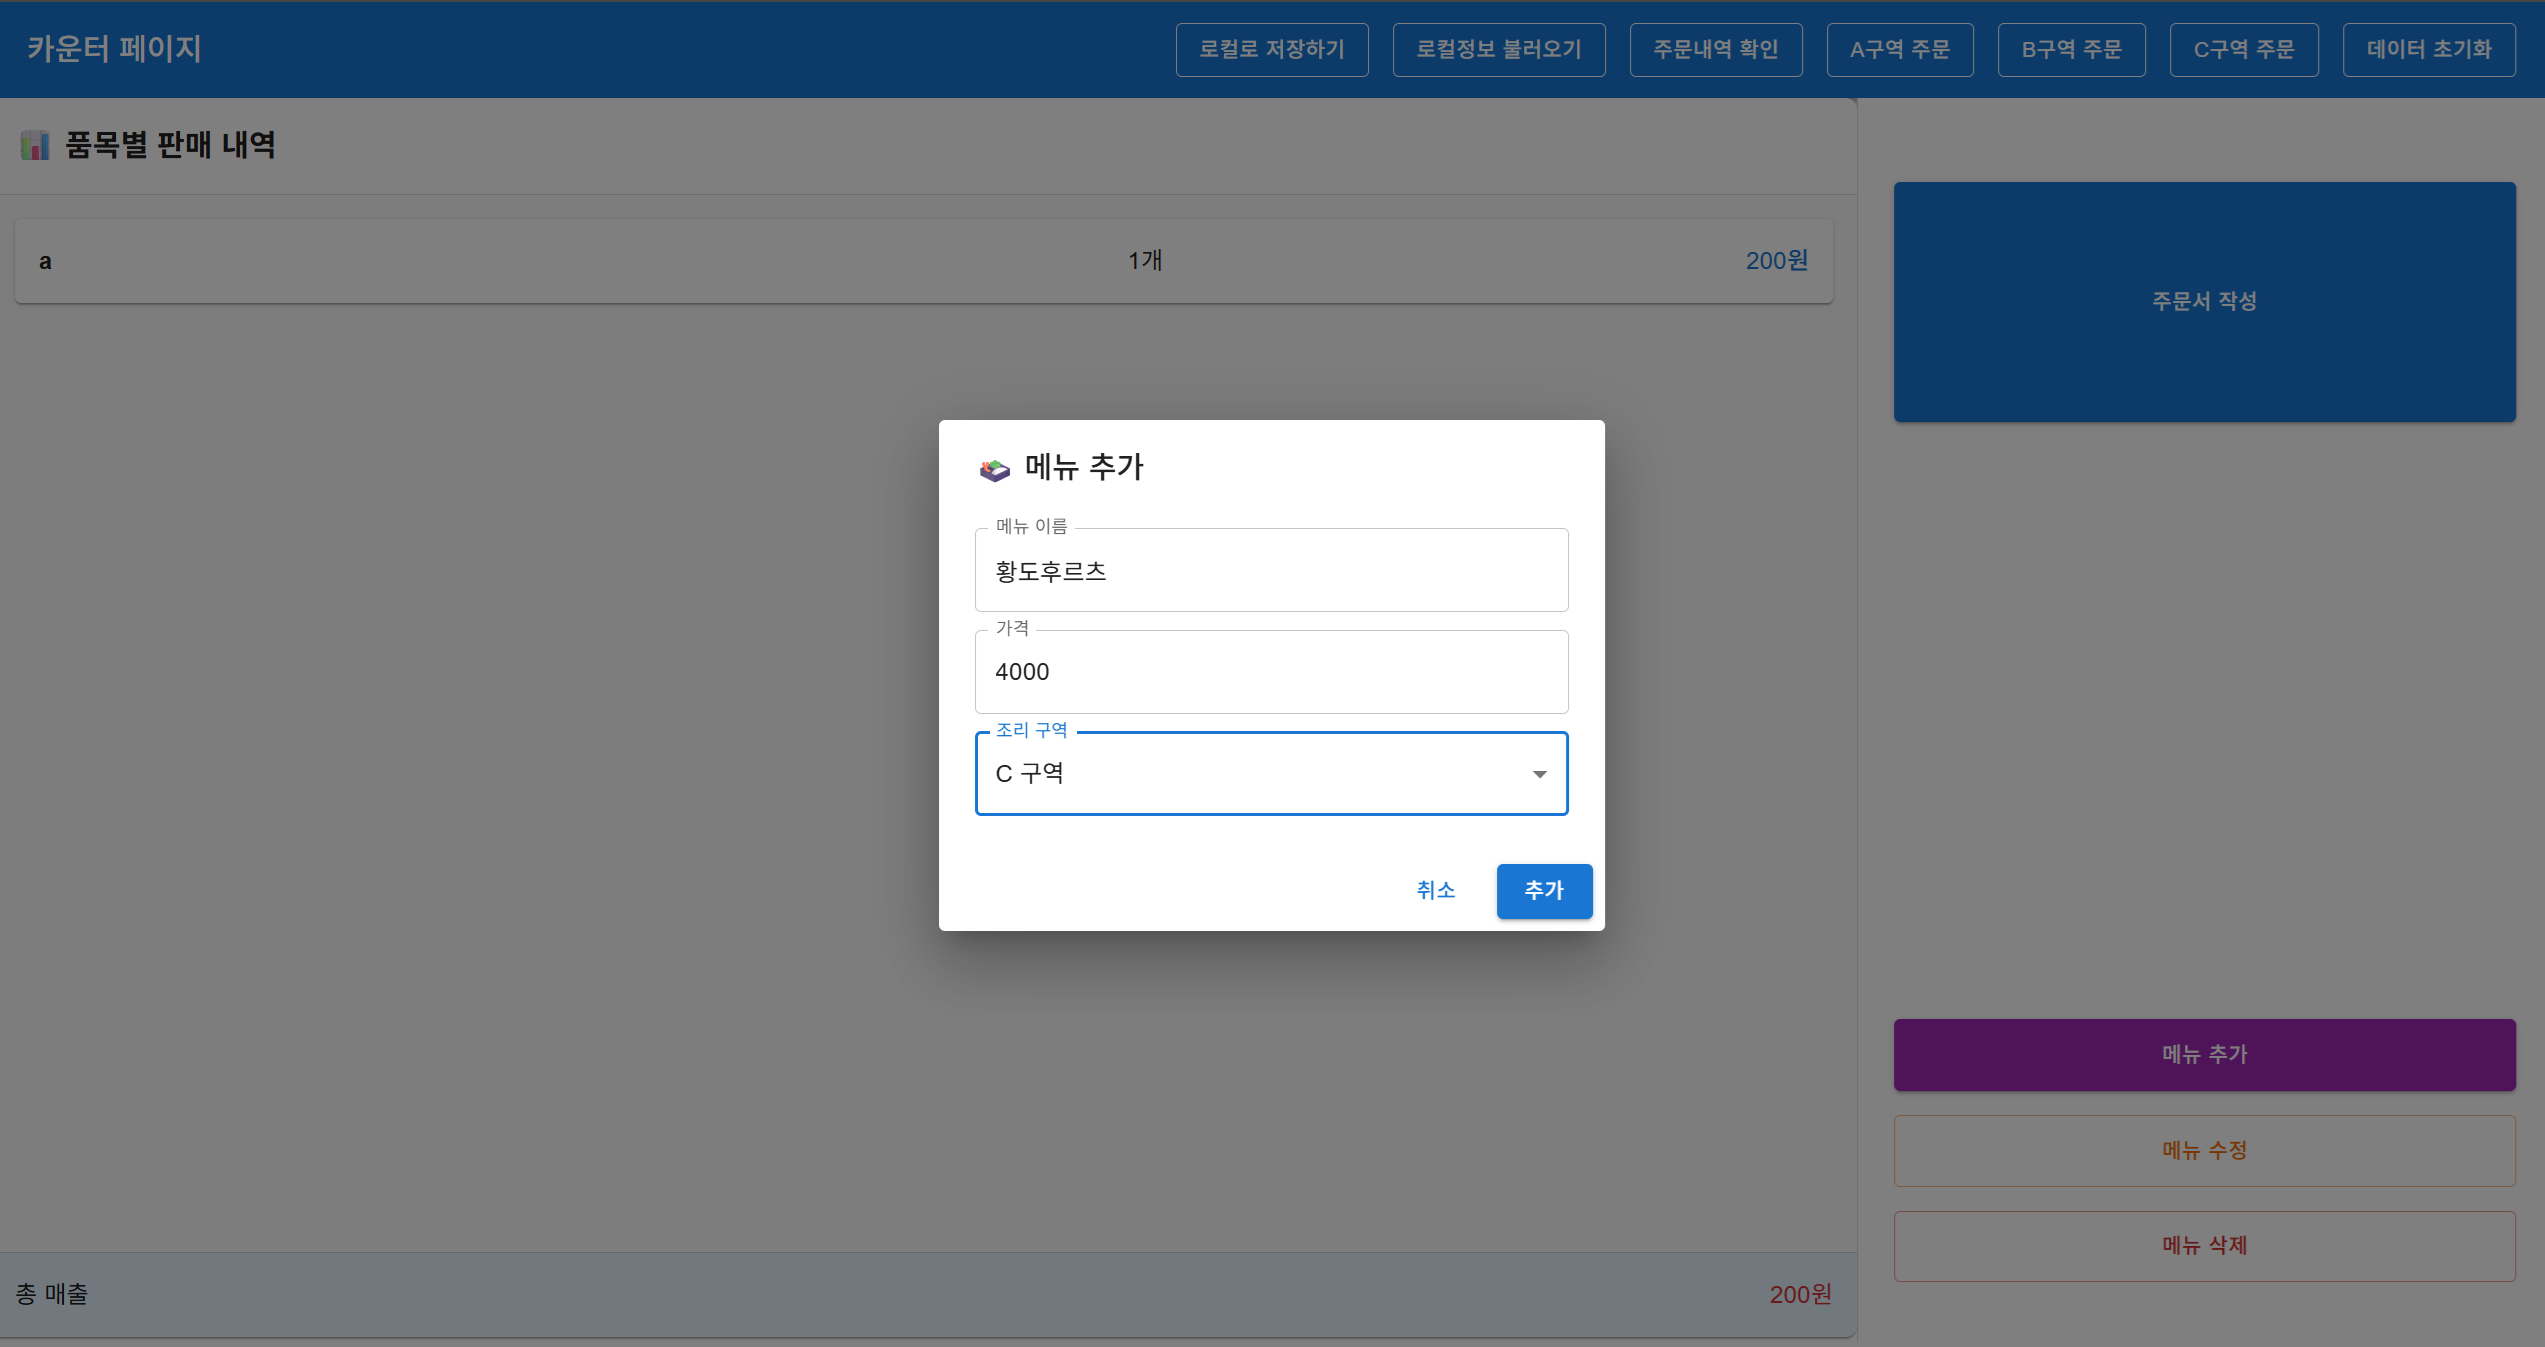 카운터 페이지
로컬로 저장하기
로컬정보 불러오기
주문내역 확인
A구역 주문
B구역 주문
C구역 주문
데이터 초기화
품목별 판매 내역
a 1개 200원
주문서 작성
메뉴 추가
메뉴 이름
황도후르츠
가격
4000
조리 구역
C 구역
취소
추가
메뉴 추가
메뉴 수정
메뉴 삭제
총 매출 200원